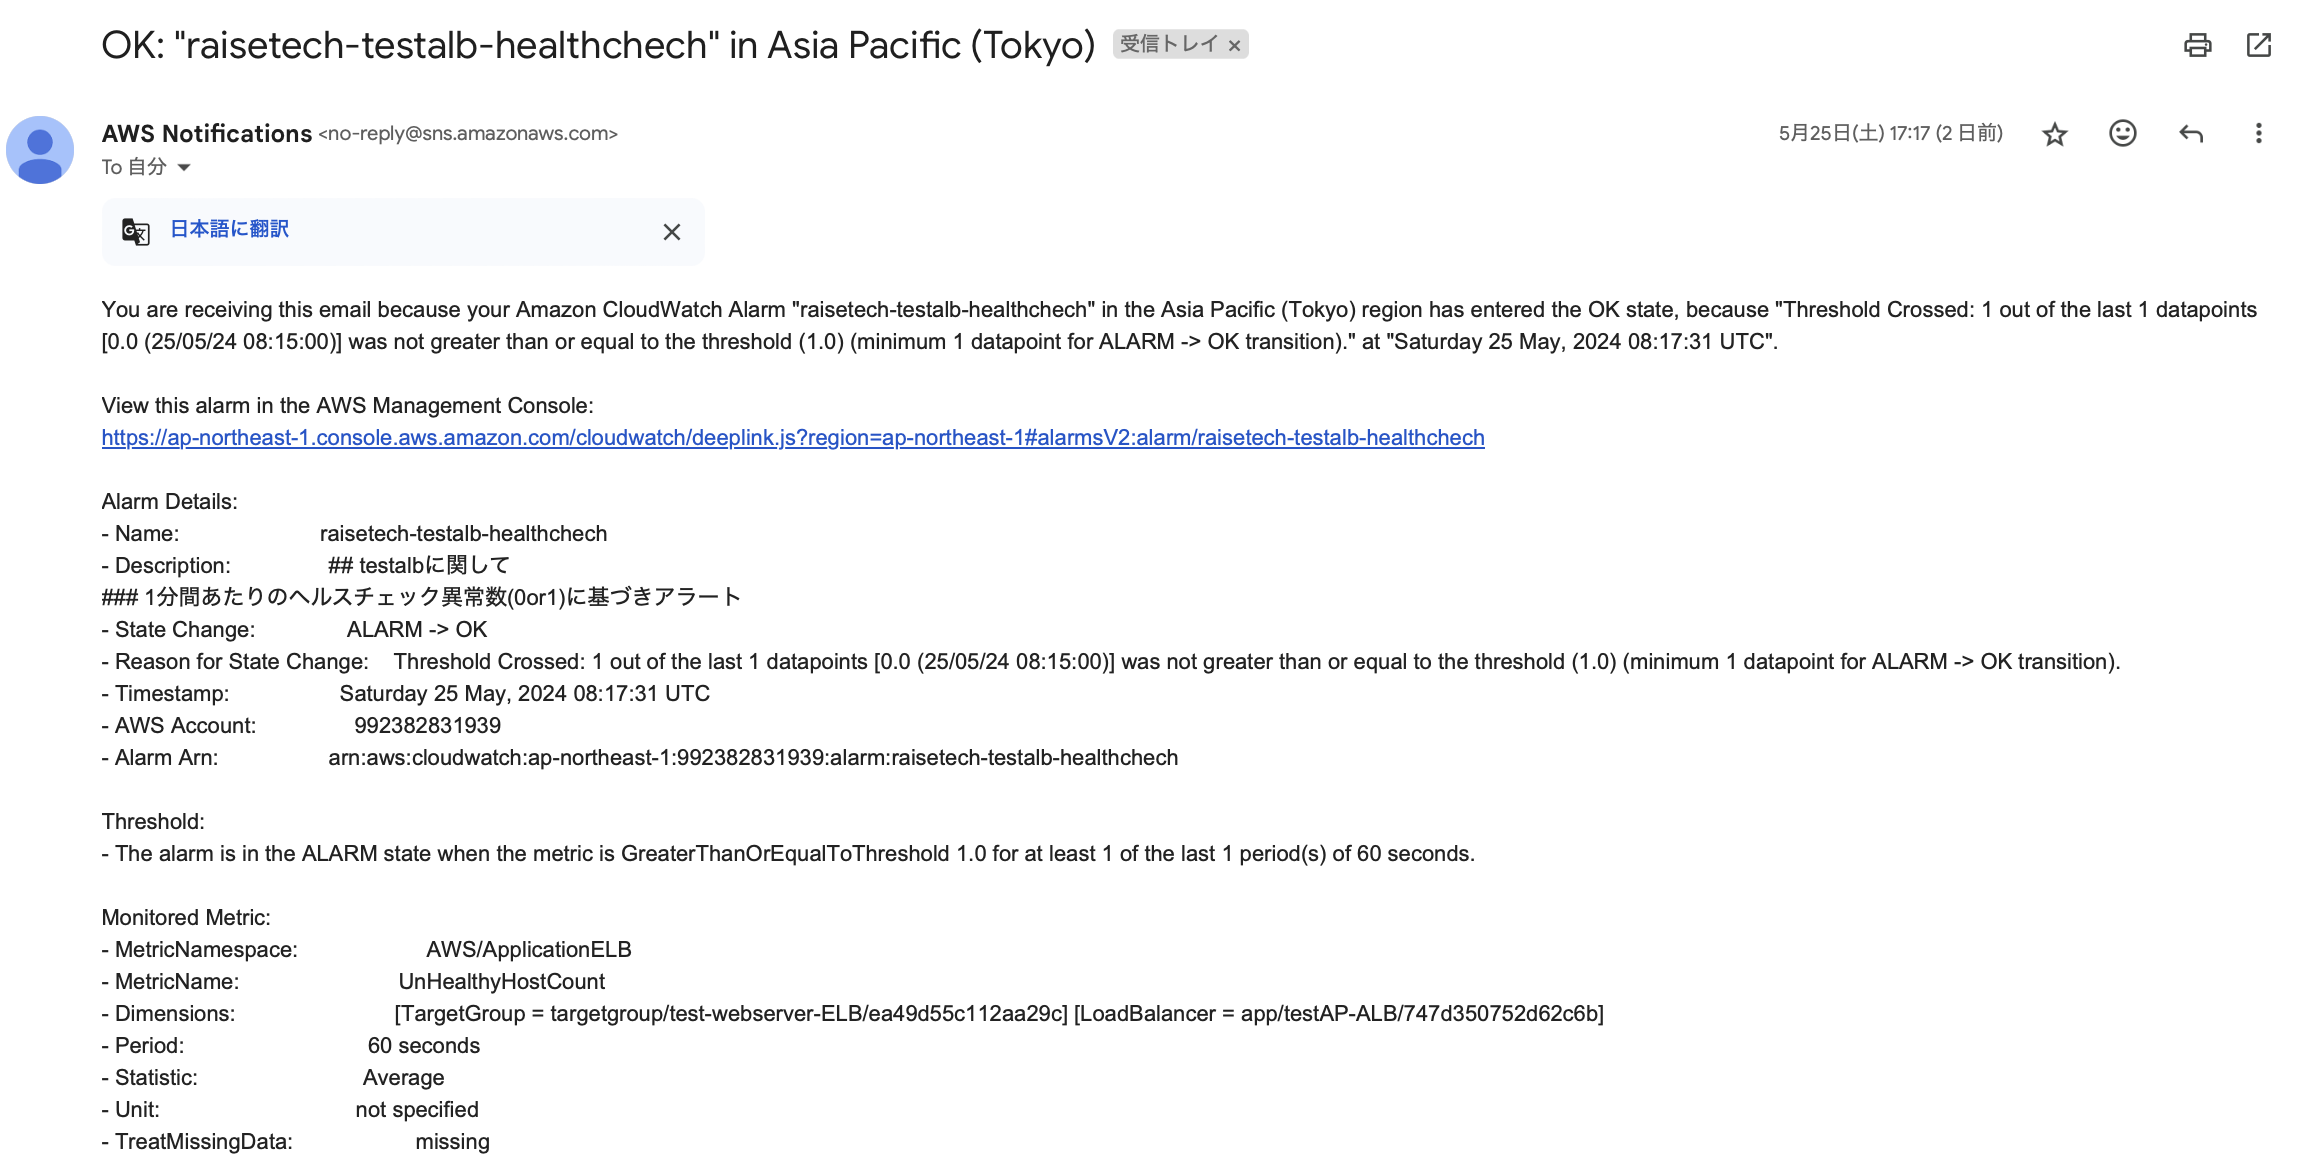 OK: "raisetech-testalb-healthchech" in Asia Pacific (Tokyo) 受信トレイ ×
AWS Notifications <no-reply@sns.amazonaws.com> 5月25日(土) 17:17 (2 日前)
To 自分
日本語に翻訳
You are receiving this email because your Amazon CloudWatch Alarm "raisetech-testalb-healthchech" in the Asia Pacific (Tokyo) region has entered the OK state, because "Threshold Crossed: 1 out of the last 1 datapoints
[0.0 (25/05/24 08:15:00)] was not greater than or equal to the threshold (1.0) (minimum 1 datapoint for ALARM -> OK transition)." at "Saturday 25 May, 2024 08:17:31 UTC".
View this alarm in the AWS Management Console:
https://ap-northeast-1.console.aws.amazon.com/cloudwatch/deeplink.js?region=ap-northeast-1#alarmsV2:alarm/raisetech-testalb-healthchech
Alarm Details:
- Name: raisetech-testalb-healthchech
- Description: ## testalbに関して
### 1分間あたりのヘルスチェック異常数(0or1)に基づきアラート
- State Change: ALARM -> OK
- Reason for State Change: Threshold Crossed: 1 out of the last 1 datapoints [0.0 (25/05/24 08:15:00)] was not greater than or equal to the threshold (1.0) (minimum 1 datapoint for ALARM -> OK transition).
- Timestamp: Saturday 25 May, 2024 08:17:31 UTC
- AWS Account: 992382831939
- Alarm Arn: arn:aws:cloudwatch:ap-northeast-1:992382831939:alarm:raisetech-testalb-healthchech
Threshold:
- The alarm is in the ALARM state when the metric is GreaterThanOrEqualToThreshold 1.0 for at least 1 of the last 1 period(s) of 60 seconds.
Monitored Metric:
- MetricNamespace: AWS/ApplicationELB
- MetricName: UnHealthyHostCount
- Dimensions: [TargetGroup = targetgroup/test-webserver-ELB/ea49d55c112aa29c] [LoadBalancer = app/testAP-ALB/747d350752d62c6b]
- Period: 60 seconds
- Statistic: Average
- Unit: not specified
- TreatMissingData: missing